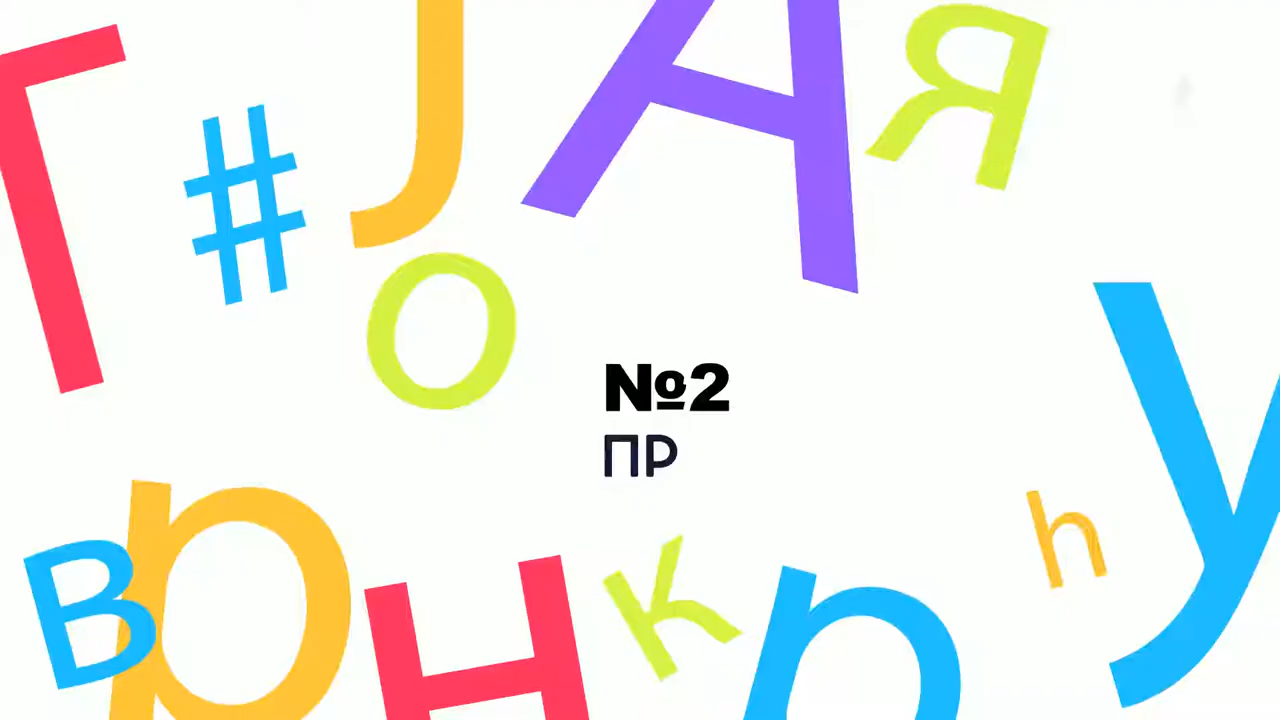 Г
#
J
А
я
о
№2
ПР
у
h
в
р
н
к
р